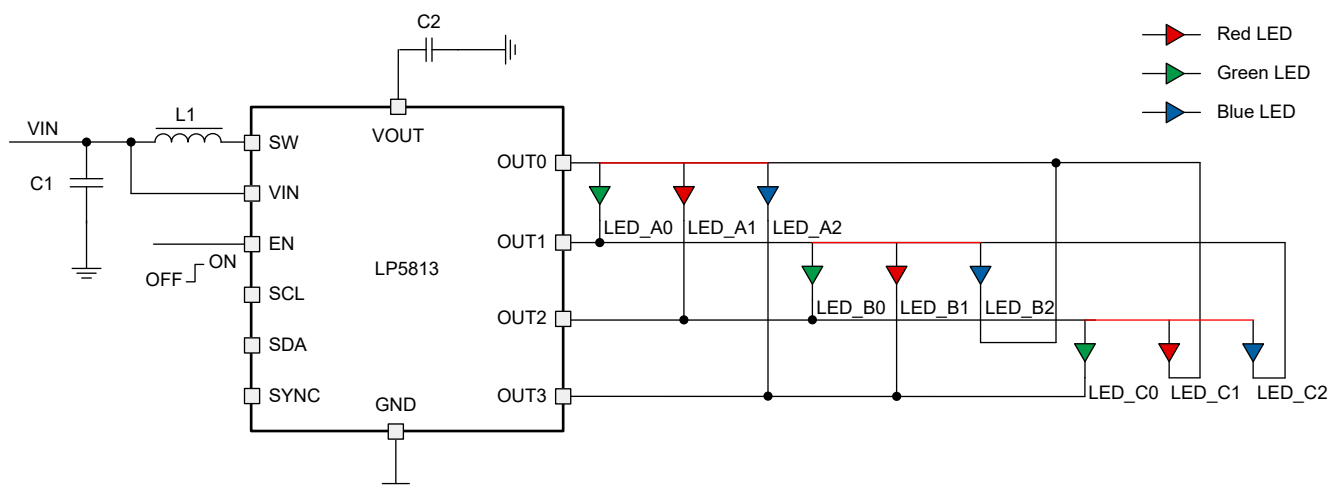 C2
Red LED
Green LED
Blue LED
VIN
L1
C1
SW
VOUT
VIN
EN
OFF
ON
SCL
SDA
SYNC
GND
LP5813
OUT0
OUT1
OUT2
OUT3
LED_A0
LED_A1
LED_A2
LED_B0
LED_B1
LED_B2
LED_C0
LED_C1
LED_C2